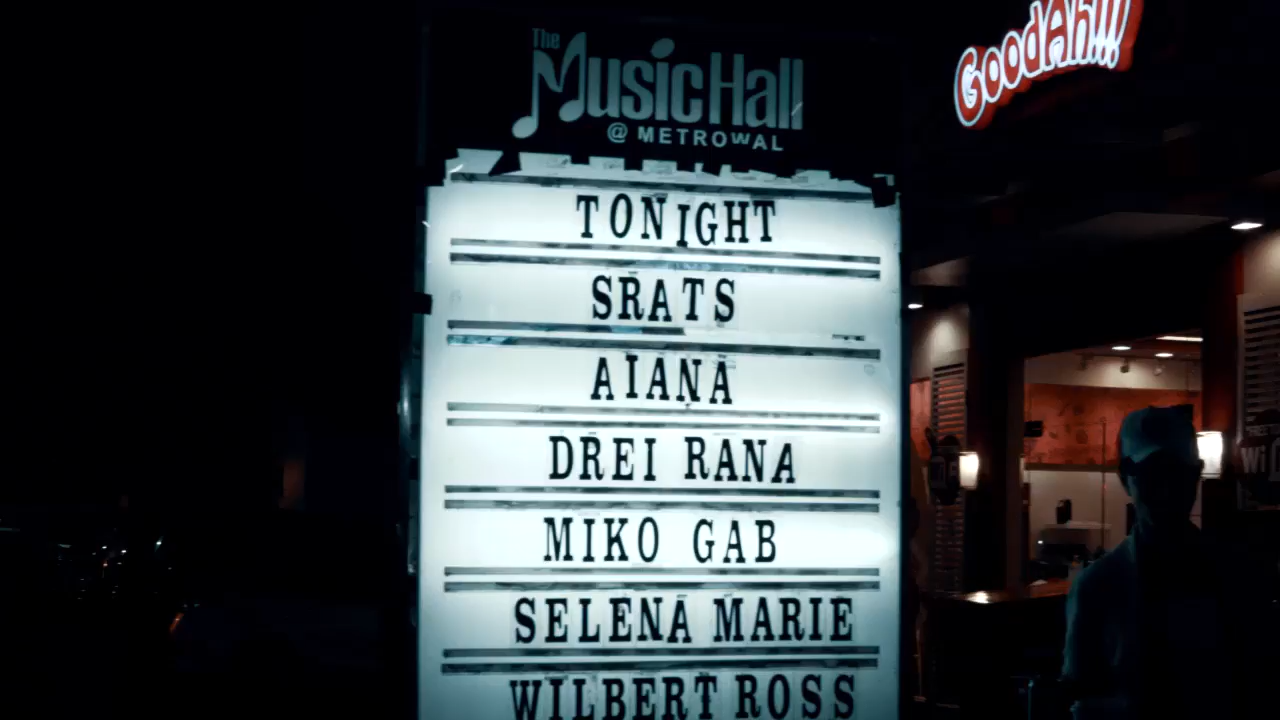 The
MusicHall
@ METROWAL
GoodAh!!!
TONIGHT
SRATS
AIANA
DREI RANA
MIKO GAB
SELENA MARIE
WILBERT ROSS